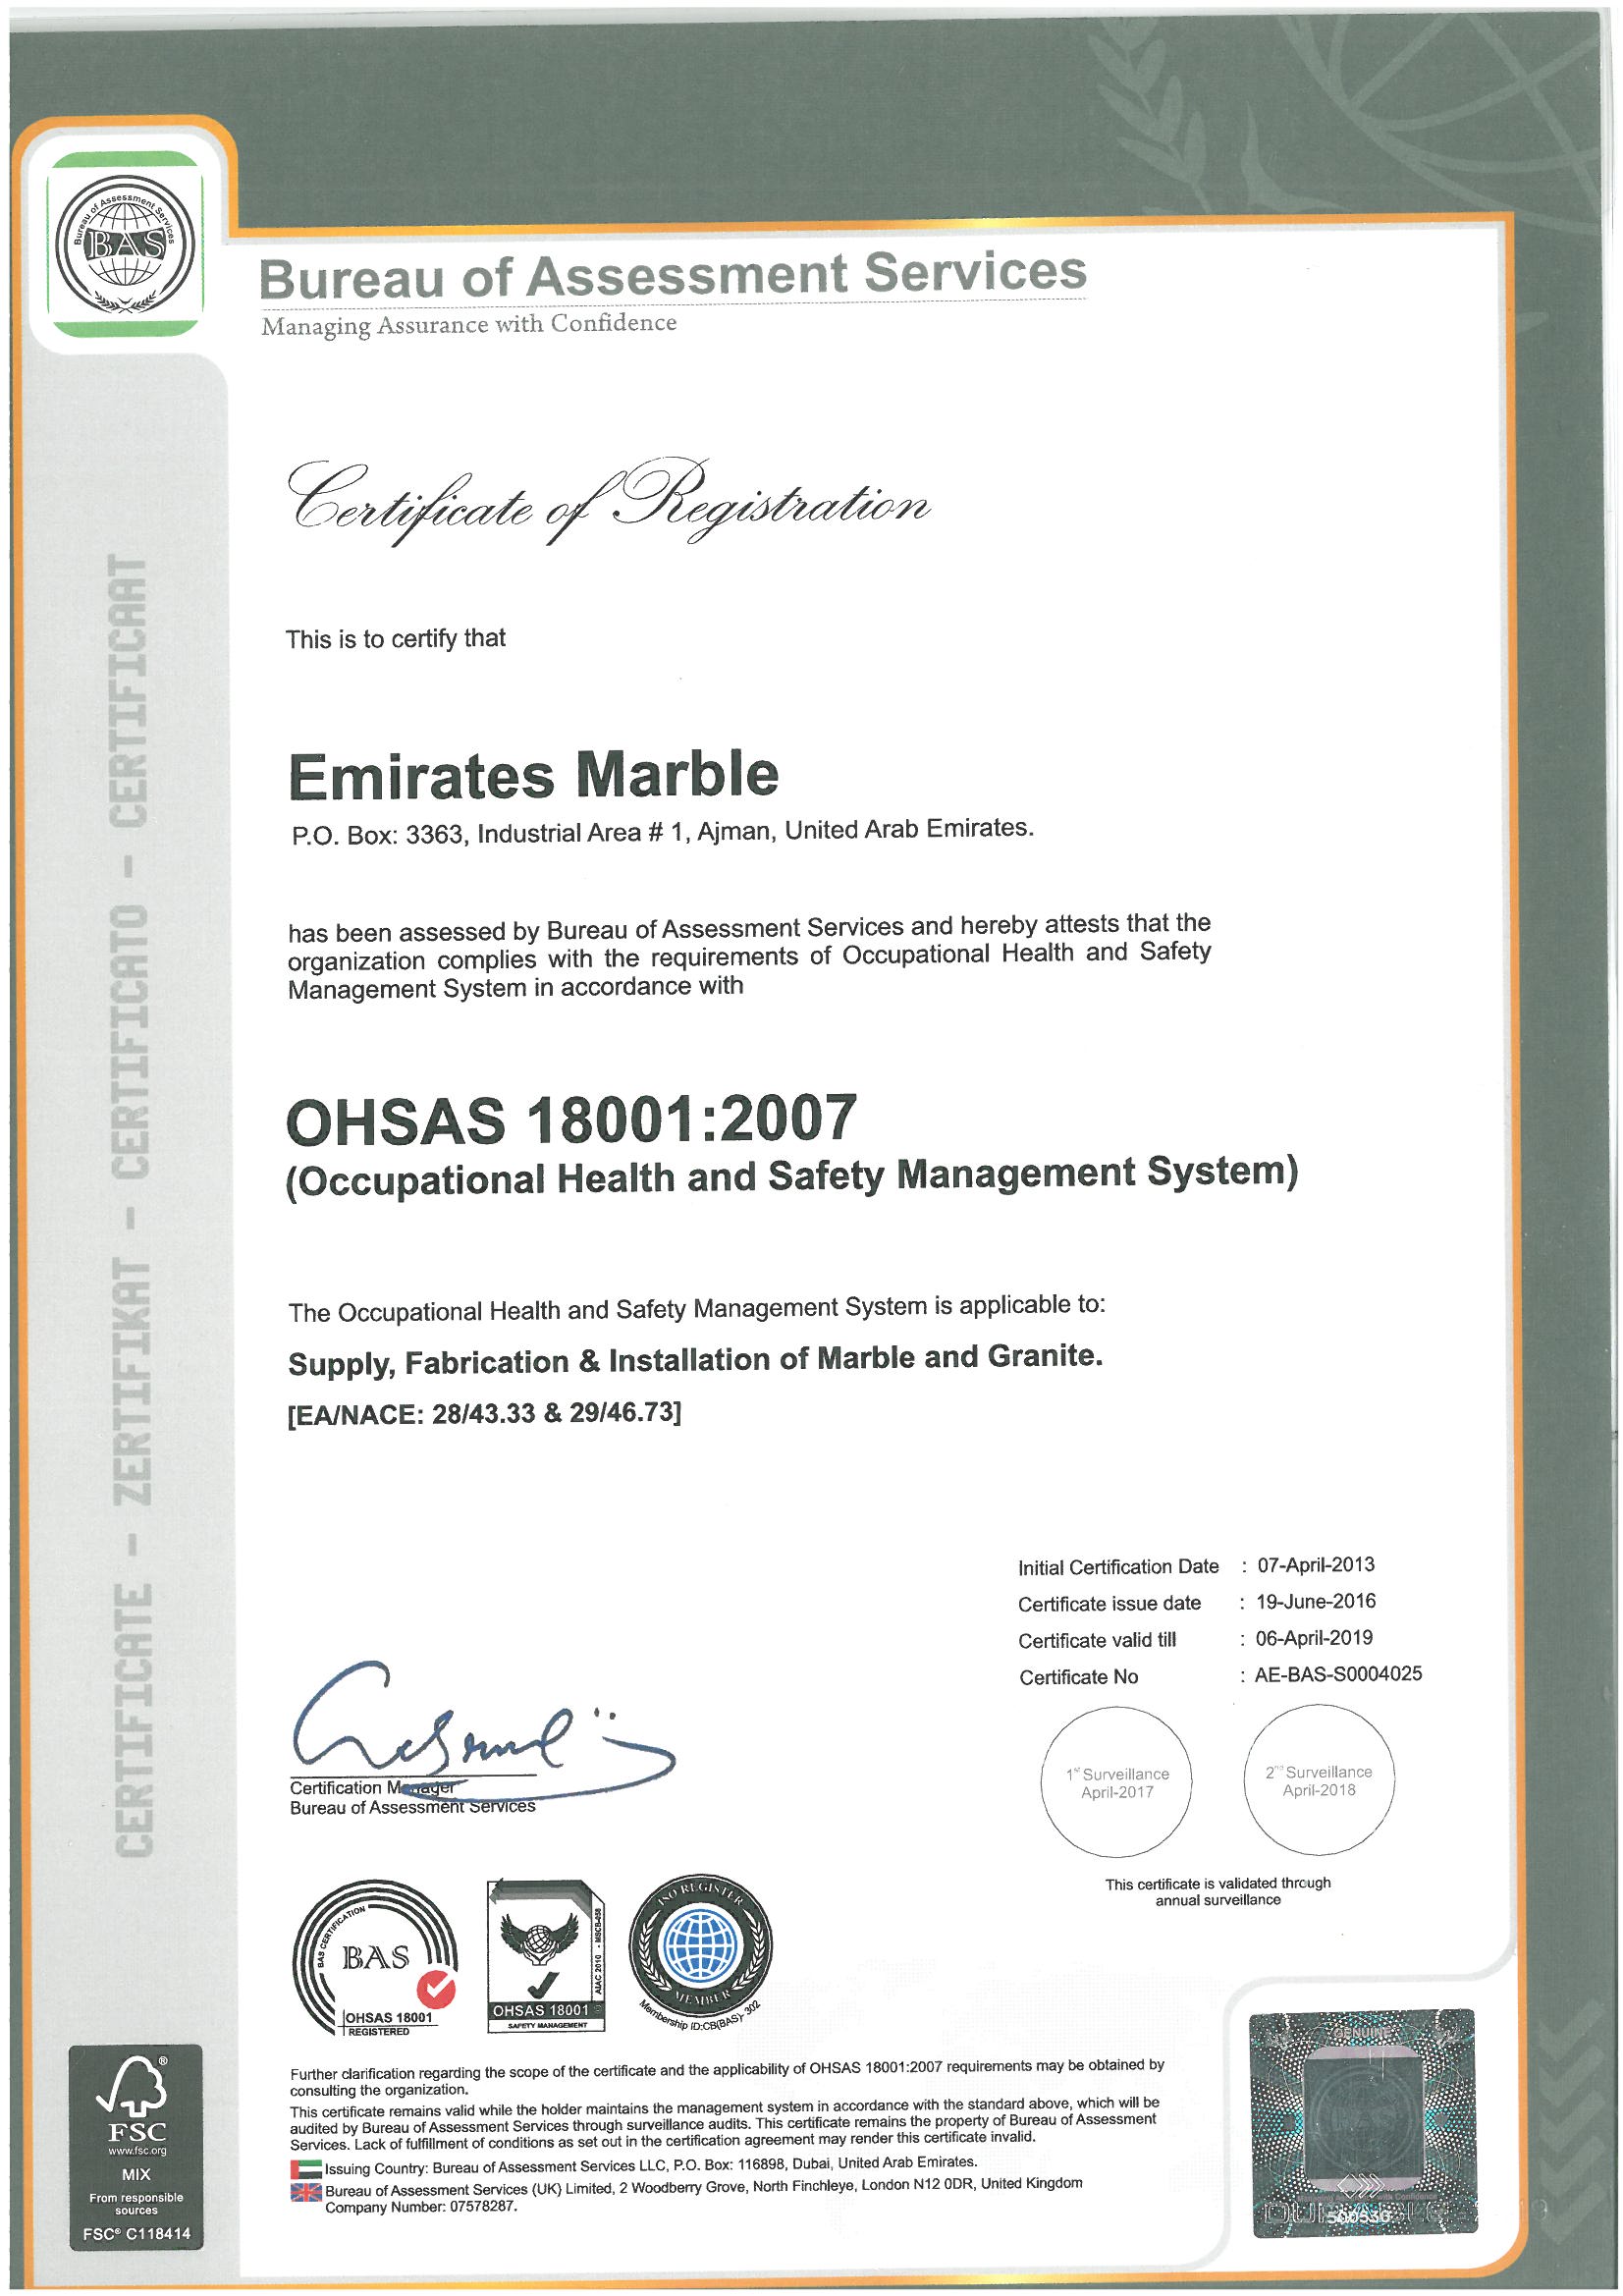 Bureau of Assessment Services
BAS
Bureau of Assessment Services
Managing Assurance with Confidence
Certificate of Registration
This is to certify that
Emirates Marble
P.O. Box: 3363, Industrial Area # 1, Ajman, United Arab Emirates.
has been assessed by Bureau of Assessment Services and hereby attests that the
organization complies with the requirements of Occupational Health and Safety
Management System in accordance with
OHSAS 18001:2007
(Occupational Health and Safety Management System)
The Occupational Health and Safety Management System is applicable to:
Supply, Fabrication & Installation of Marble and Granite.
[EA/NACE: 28/43.33 & 29/46.73]
CERTIFICATE - ZERTIFIKAT - CERTIFICATO - CERTIFICAAT
Initial Certification Date : 07-April-2013
Certificate issue date : 19-June-2016
Certificate valid till : 06-April-2019
Certificate No : AE-BAS-S0004025
1st Surveillance
April-2017
2nd Surveillance
April-2018
This certificate is validated through
annual surveillance
Certification Manager
Bureau of Assessment Services
BAS CERTIFICATION
BAS
OHSAS 18001
REGISTERED
AIAC 2010 - MSCB-058
OHSAS 18001
SAFETY MANAGEMENT
ISO REGISTER
MEMBER
Membership ID:CB(BAS)-302
Further clarification regarding the scope of the certificate and the applicability of OHSAS 18001:2007 requirements may be obtained by
consulting the organization.
This certificate remains valid while the holder maintains the management system in accordance with the standard above, which will be
audited by Bureau of Assessment Services through surveillance audits. This certificate remains the property of Bureau of Assessment
Services. Lack of fulfillment of conditions as set out in the certification agreement may render this certificate invalid.
Issuing Country: Bureau of Assessment Services LLC, P.O. Box: 116898, Dubai, United Arab Emirates.
Bureau of Assessment Services (UK) Limited, 2 Woodberry Grove, North Finchleye, London N12 0DR, United Kingdom
Company Number: 07578287.
FSC®
www.fsc.org
MIX
From responsible
sources
FSC® C118414
GENUINE
BAS
500530